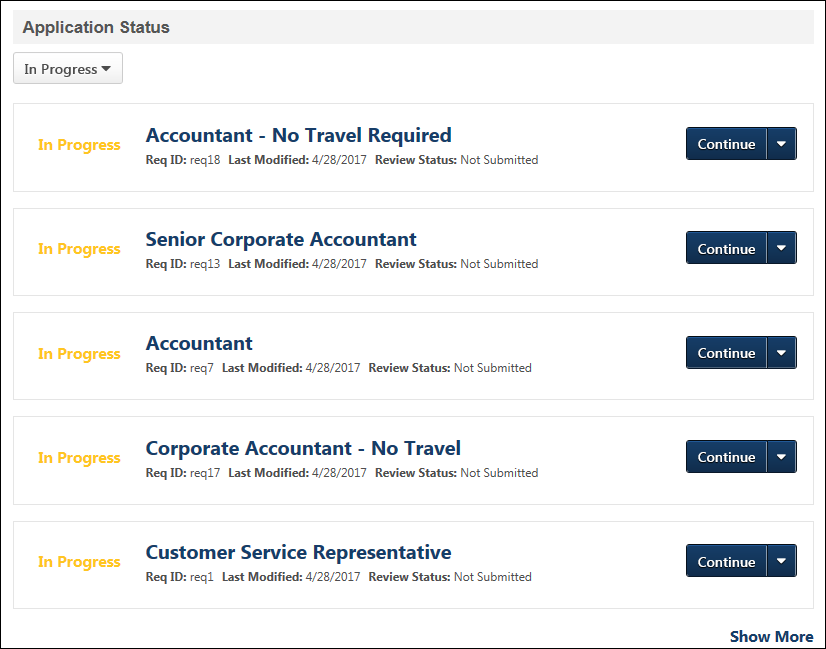 Application Status
In Progress
In Progress
Accountant - No Travel Required
Req ID: req18 Last Modified: 4/28/2017 Review Status: Not Submitted
Continue
In Progress
Senior Corporate Accountant
Req ID: req13 Last Modified: 4/28/2017 Review Status: Not Submitted
Continue
In Progress
Accountant
Req ID: req7 Last Modified: 4/28/2017 Review Status: Not Submitted
Continue
In Progress
Corporate Accountant - No Travel
Req ID: req17 Last Modified: 4/28/2017 Review Status: Not Submitted
Continue
In Progress
Customer Service Representative
Req ID: req1 Last Modified: 4/28/2017 Review Status: Not Submitted
Continue
Show More